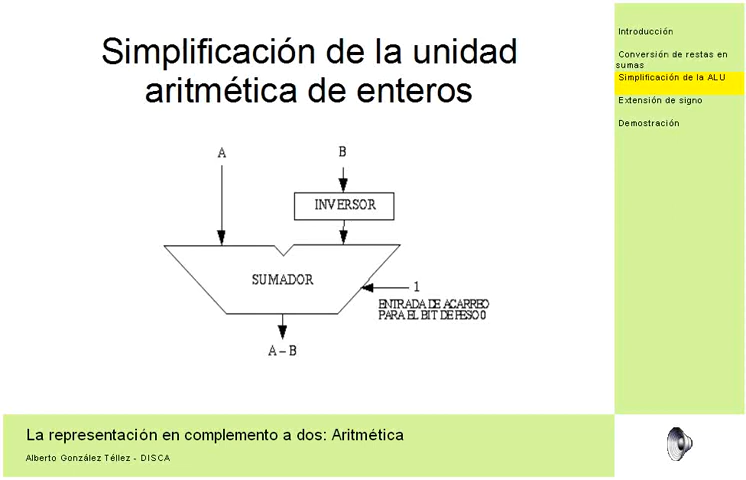 Simplificación de la unidad
aritmética de enteros
A
B
INVERSOR
SUMADOR
1
ENTRADA DE ACARREO
PARA EL BIT DE PESO 0
A – B
Introducción
Conversión de restas en
sumas
Simplificación de la ALU
Extensión de signo
Demostración
La representación en complemento a dos: Aritmética
Alberto González Téllez - DISCA